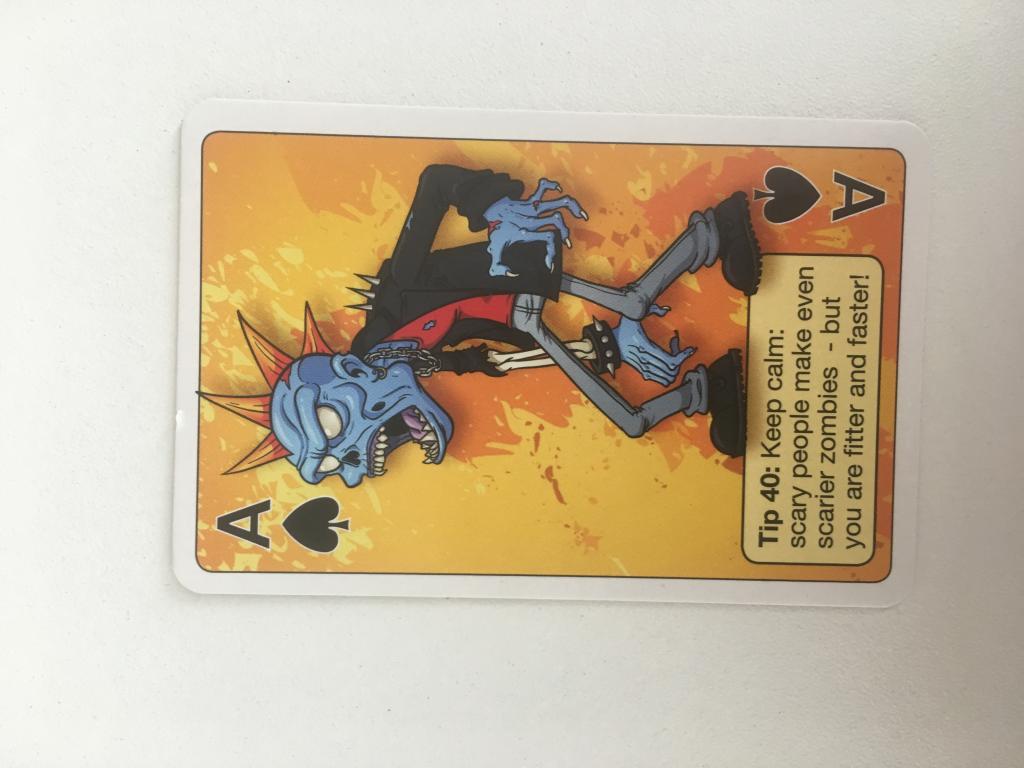 A
Tip 40: Keep calm:
scary people make even
scarier zombies - but
you are fitter and faster!
A